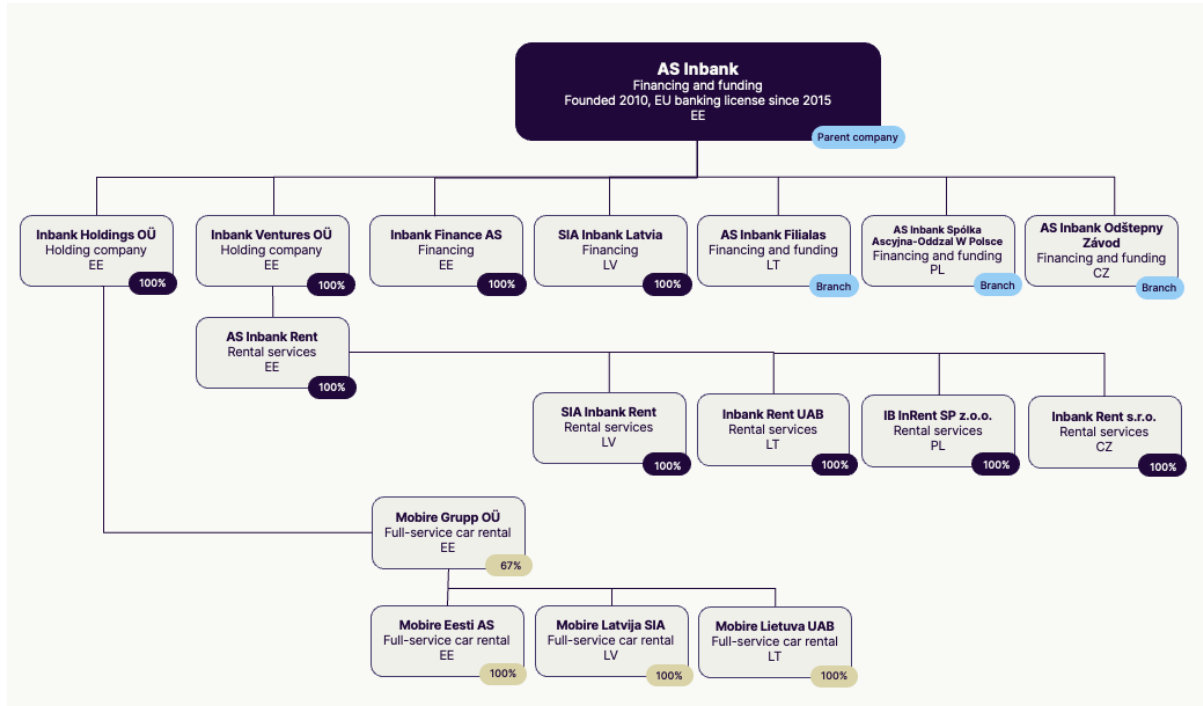 AS Inbank
Financing and funding
Founded 2010, EU banking license since 2015
EE
Parent company
Inbank Holdings OÜ
Holding company
EE
100%
Inbank Ventures OÜ
Holding company
EE
100%
Inbank Finance AS
Financing
EE
100%
SIA Inbank Latvia
Financing
LV
100%
AS Inbank Filialas
Financing and funding
LT
Branch
AS Inbank Spólka
Ascyjna-Oddzal W Polsce
Financing and funding
PL
Branch
AS Inbank Odštepny
Závod
Financing and funding
CZ
Branch
AS Inbank Rent
Rental services
EE
100%
SIA Inbank Rent
Rental services
LV
100%
Inbank Rent UAB
Rental services
LT
100%
IB InRent SP z.o.o.
Rental services
PL
100%
Inbank Rent s.r.o.
Rental services
CZ
100%
Mobire Grupp OÜ
Full-service car rental
EE
67%
Mobire Eesti AS
Full-service car rental
EE
100%
Mobire Latvija SIA
Full-service car rental
LV
100%
Mobire Lietuva UAB
Full-service car rental
LT
100%